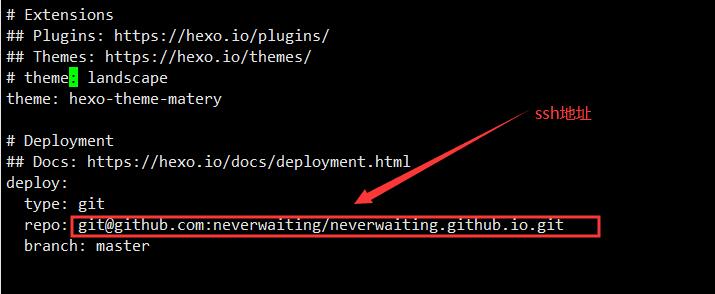 # Extensions
## Plugins: https://hexo.io/plugins/
## Themes: https://hexo.io/themes/
# theme: landscape
theme: hexo-theme-matery
ssh地址
# Deployment
## Docs: https://hexo.io/docs/deployment.html
deploy:
  type: git
  repo: git@github.com:neverwaiting/neverwaiting.github.io.git
  branch: master